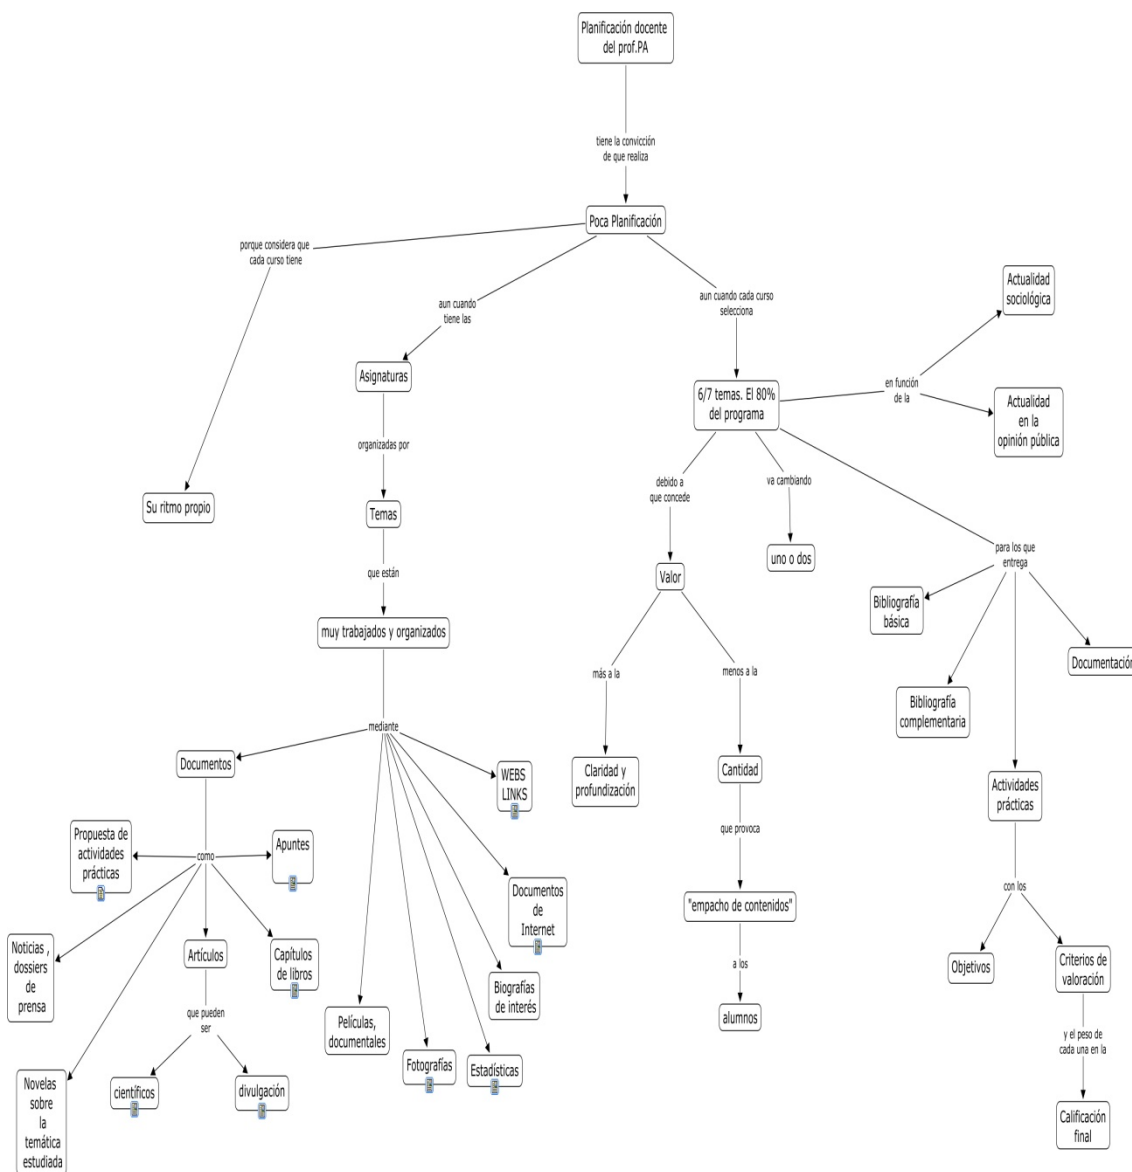 Planificación docente
del prof.PA
tiene la convicción
de que realiza
Poca Planificación
porque considera que
cada curso tiene
Su ritmo propio
aun cuando
tiene las
Asignaturas
organizadas por
Temas
que están
muy trabajados y organizados
mediante
Documentos
como
Propuesta de
actividades
prácticas
Apuntes
Noticias ,
dossiers
de
prensa
Novelas
sobre
la
temática
estudiada
Artículos
que pueden
ser
científicos
divulgación
Capítulos
de libros
Películas,
documentales
Fotografías
Estadísticas
Biografías
de interés
Documentos
de
Internet
WEBS
LINKS
aun cuando cada curso
selecciona
6/7 temas. El 80%
del programa
en función
de la
Actualidad
sociológica
Actualidad
en la
opinión pública
debido a
que concede
Valor
más a la
Claridad y
profundización
menos a la
Cantidad
que provoca
"empacho de contenidos"
a los
alumnos
va cambiando
uno o dos
para los que
entrega
Bibliografía
básica
Bibliografía
complementaria
Actividades
prácticas
Documentación
con los
Objetivos
Criterios de
valoración
y el peso de
cada una en la
Calificación
final